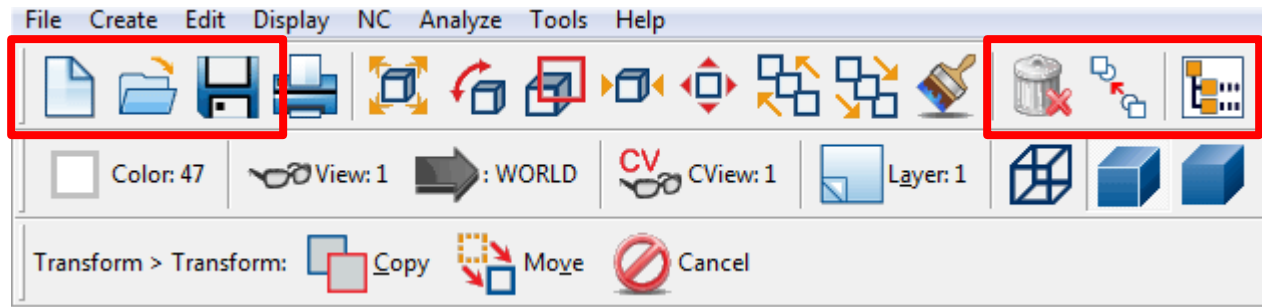 File Create Edit Display NC Analyze Tools Help
Color: 47 View: 1 : WORLD CV CView: 1 Layer: 1
Transform > Transform: Copy Move Cancel